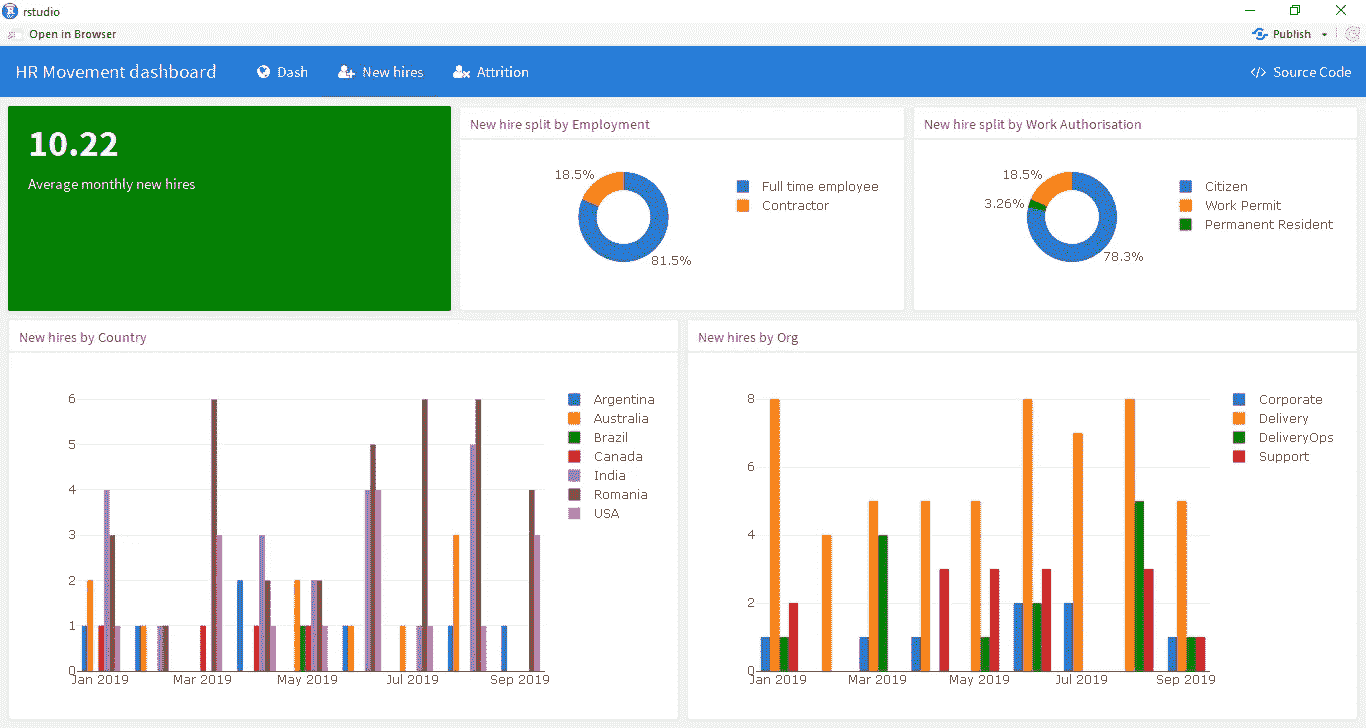 rstudio
Open in Browser
Publish
HR Movement dashboard
Dash
New hires
Attrition
</> Source Code
10.22
Average monthly new hires
New hire split by Employment
18.5%
81.5%
Full time employee
Contractor
New hire split by Work Authorisation
18.5%
3.26%
78.3%
Citizen
Work Permit
Permanent Resident
New hires by Country
6
5
4
3
2
1
0
Jan 2019
Mar 2019
May 2019
Jul 2019
Sep 2019
Argentina
Australia
Brazil
Canada
India
Romania
USA
New hires by Org
8
6
4
2
0
Jan 2019
Mar 2019
May 2019
Jul 2019
Sep 2019
Corporate
Delivery
DeliveryOps
Support